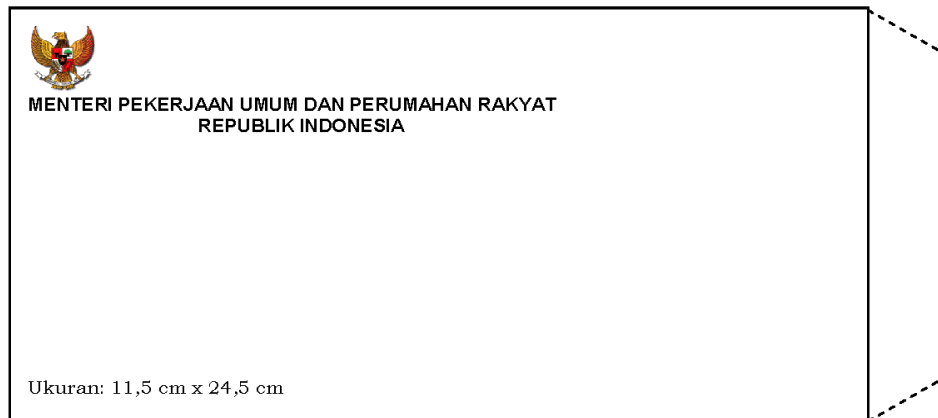 MENTERI PEKERJAAN UMUM DAN PERUMAHAN RAKYAT
REPUBLIK INDONESIA
Ukuran: 11,5 cm x 24,5 cm